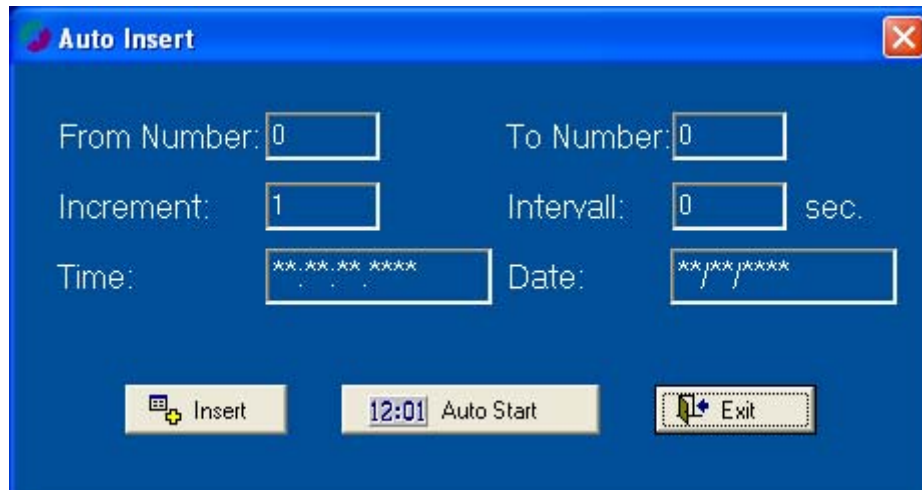 Auto Insert
From Number: 0 To Number: 0
Increment: 1 Intervall: 0 sec.
Time: **:**:**.**** Date: **/**/****
Insert 12:01 Auto Start Exit